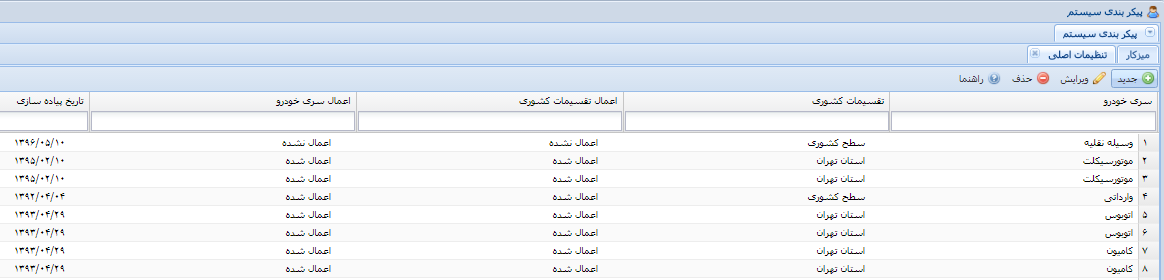 پیکر بندی سیستم
پیکر بندی سیستم
میزکار تنظیمات اصلی
جدید ویرایش حذف راهنما
سری خودرو تقسیمات کشوری اعمال تقسیمات کشوری اعمال سری خودرو تاریخ پیاده سازی
۱ وسیله نقلیه سطح کشوری اعمال نشده اعمال نشده ۱۳۹۶/۰۵/۱۰
۲ موتورسیکلت استان تهران اعمال شده اعمال شده ۱۳۹۵/۰۲/۱۰
۳ موتورسیکلت استان تهران اعمال شده اعمال شده ۱۳۹۵/۰۲/۱۰
۴ وارداتی سطح کشوری اعمال شده اعمال شده ۱۳۹۲/۰۴/۰۴
۵ اتوبوس استان تهران اعمال شده اعمال شده ۱۳۹۳/۰۴/۲۹
۶ اتوبوس استان تهران اعمال شده اعمال شده ۱۳۹۳/۰۴/۲۹
۷ کامیون استان تهران اعمال شده اعمال شده ۱۳۹۳/۰۴/۲۹
۸ کامیون استان تهران اعمال شده اعمال شده ۱۳۹۳/۰۴/۲۹